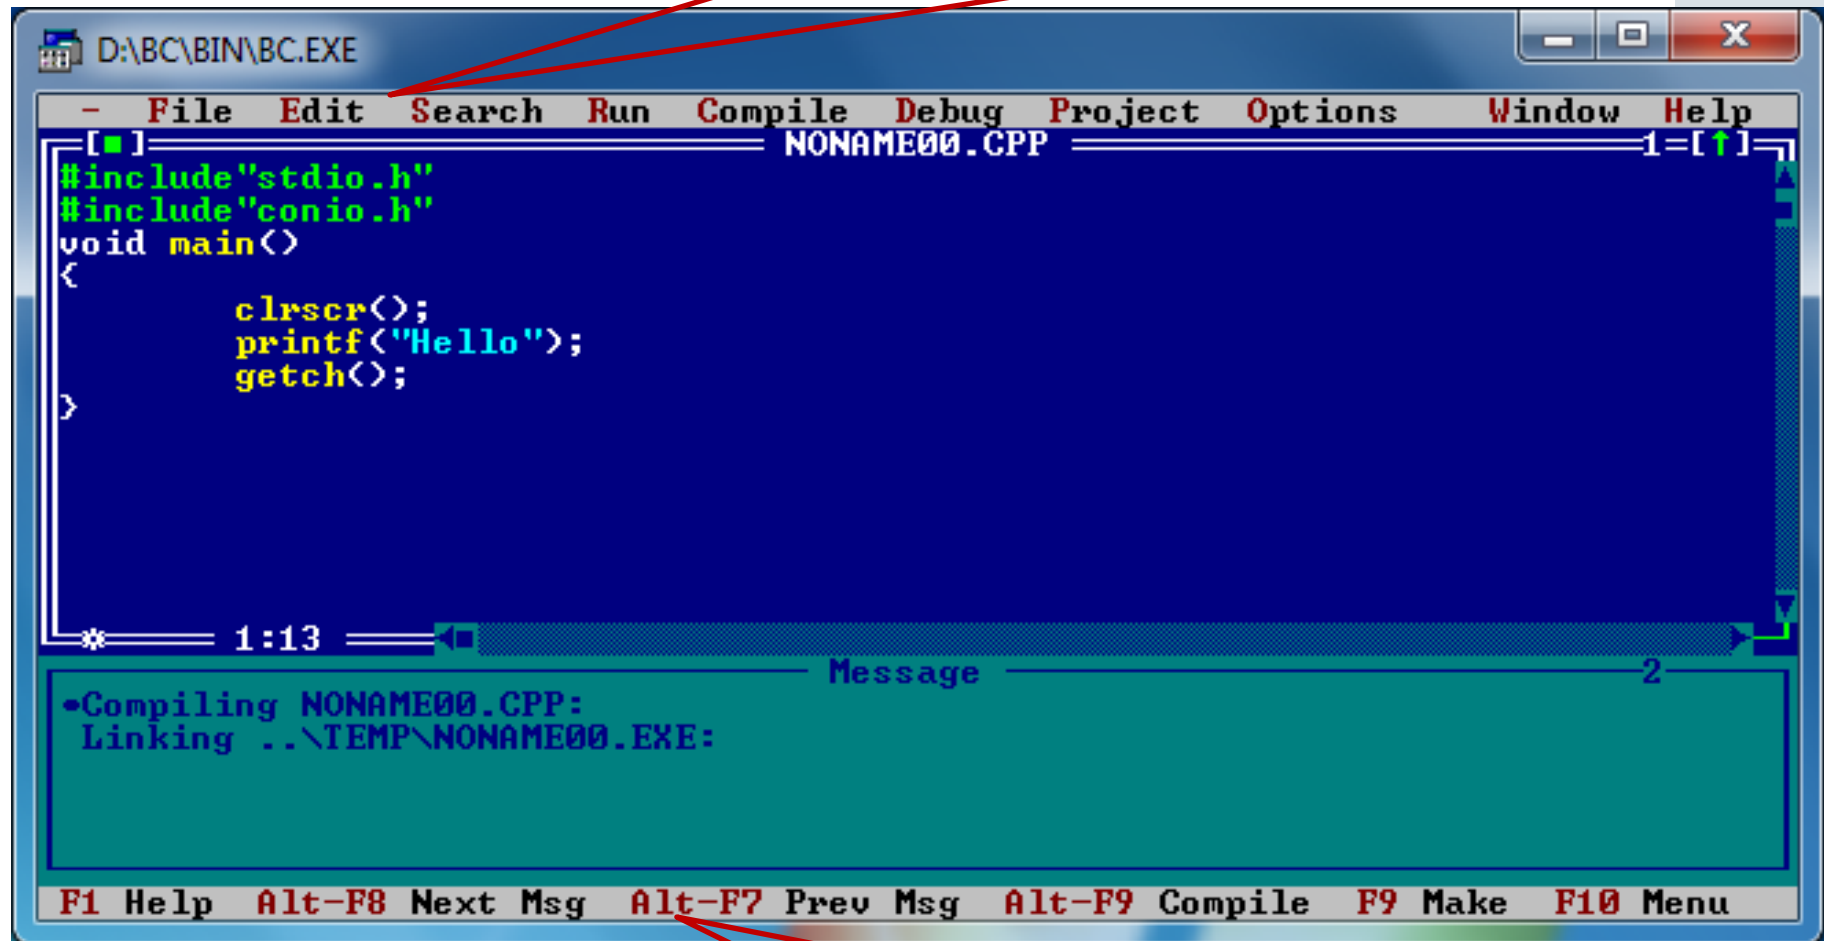 D:\BC\BIN\BC.EXE
- File Edit Search Run Compile Debug Project Options Window Help
[■] NONAME00.CPP 1=[↑]
#include"stdio.h"
#include"conio.h"
void main()
{
clrscr();
printf("Hello");
getch();
}
1:13
Message 2
•Compiling NONAME00.CPP:
Linking ..\TEMP\NONAME00.EXE:
F1 Help Alt-F8 Next Msg Alt-F7 Prev Msg Alt-F9 Compile F9 Make F10 Menu